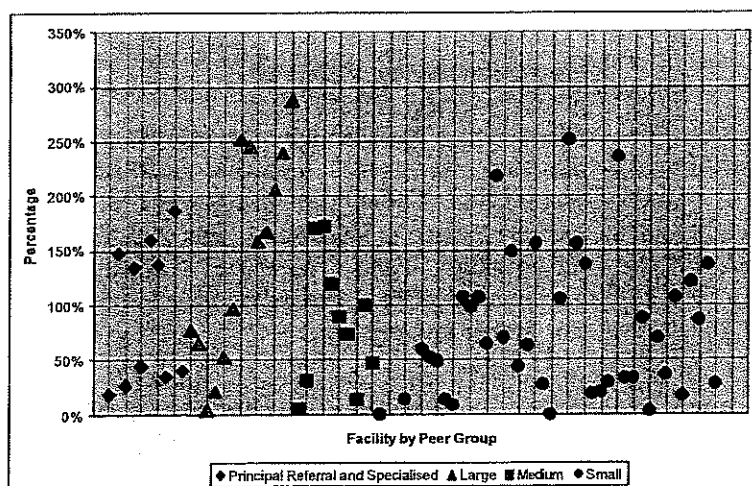 350%
300%
250%
200%
150%
100%
50%
0%
Percentage
Facility by Peer Group
Principal Referral and Specialised Large Medium Small